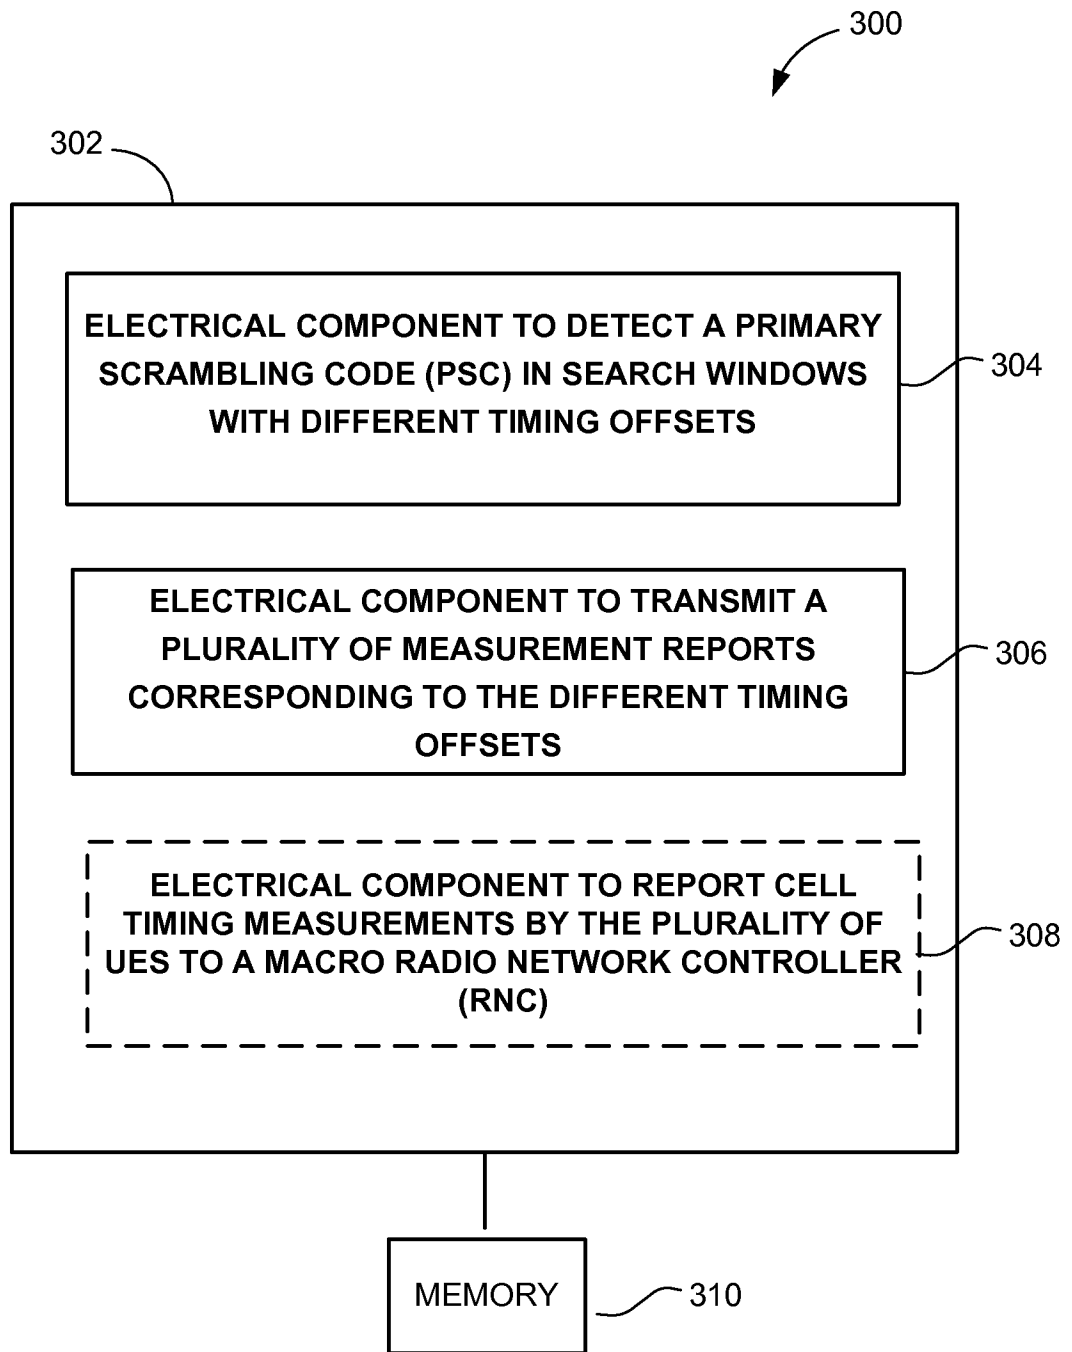 300
302
ELECTRICAL COMPONENT TO DETECT A PRIMARY
SCRAMBLING CODE (PSC) IN SEARCH WINDOWS
WITH DIFFERENT TIMING OFFSETS
304
ELECTRICAL COMPONENT TO TRANSMIT A
PLURALITY OF MEASUREMENT REPORTS
CORRESPONDING TO THE DIFFERENT TIMING
OFFSETS
306
ELECTRICAL COMPONENT TO REPORT CELL
TIMING MEASUREMENTS BY THE PLURALITY OF
UES TO A MACRO RADIO NETWORK CONTROLLER
(RNC)
308
MEMORY
310